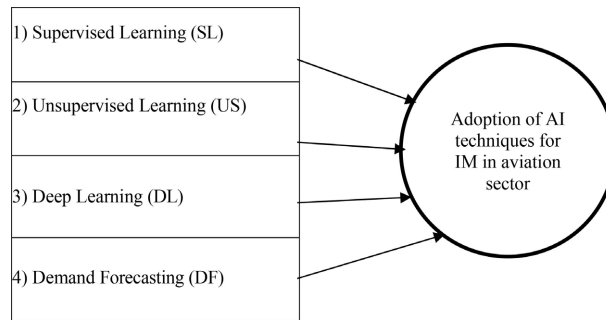 1) Supervised Learning (SL)
2) Unsupervised Learning (US)
3) Deep Learning (DL)
4) Demand Forecasting (DF)
Adoption of AI
techniques for
IM in aviation
sector